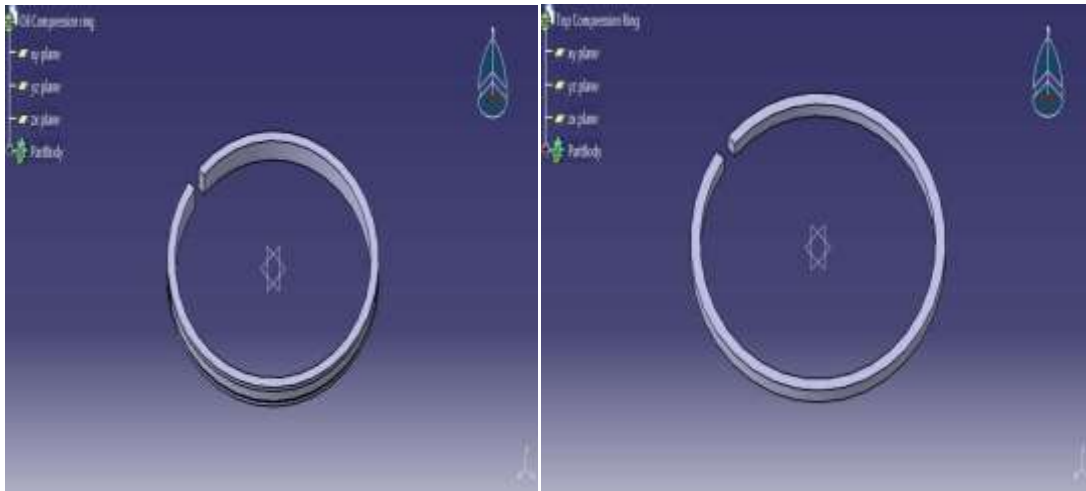 Oil Compression ring
xy plane
yz plane
zx plane
PartBody
Top Compression Ring
xy plane
yz plane
zx plane
PartBody